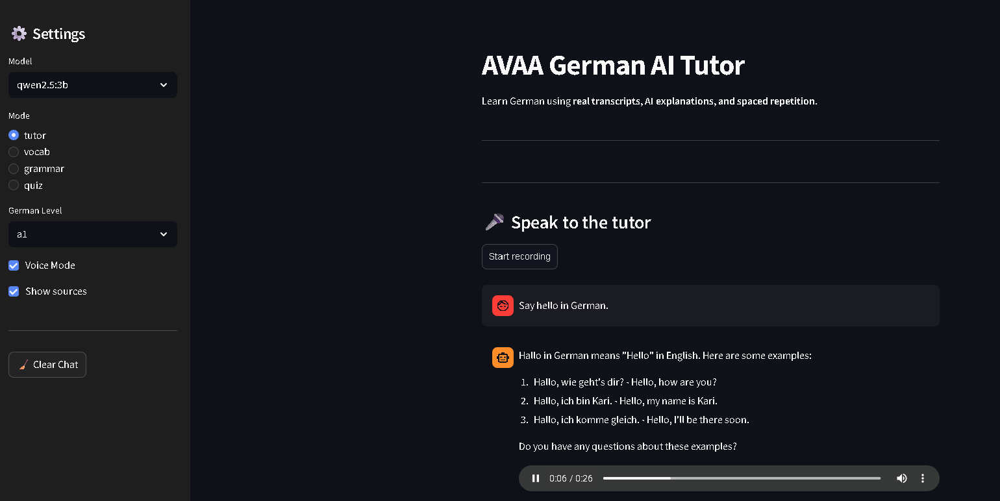 Settings
Model
qwen2.5:3b
Mode
tutor
vocab
grammar
quiz
German Level
a1
Voice Mode
Show sources
Clear Chat
AVAA German AI Tutor
Learn German using real transcripts, AI explanations, and spaced repetition.
Speak to the tutor
Start recording
Say hello in German.
Hallo in German means "Hello" in English. Here are some examples:
1. Hallo, wie geht's dir? - Hello, how are you?
2. Hallo, ich bin Kari. - Hello, my name is Kari.
3. Hallo, ich komme gleich. - Hello, I'll be there soon.
Do you have any questions about these examples?
0:06 / 0:26